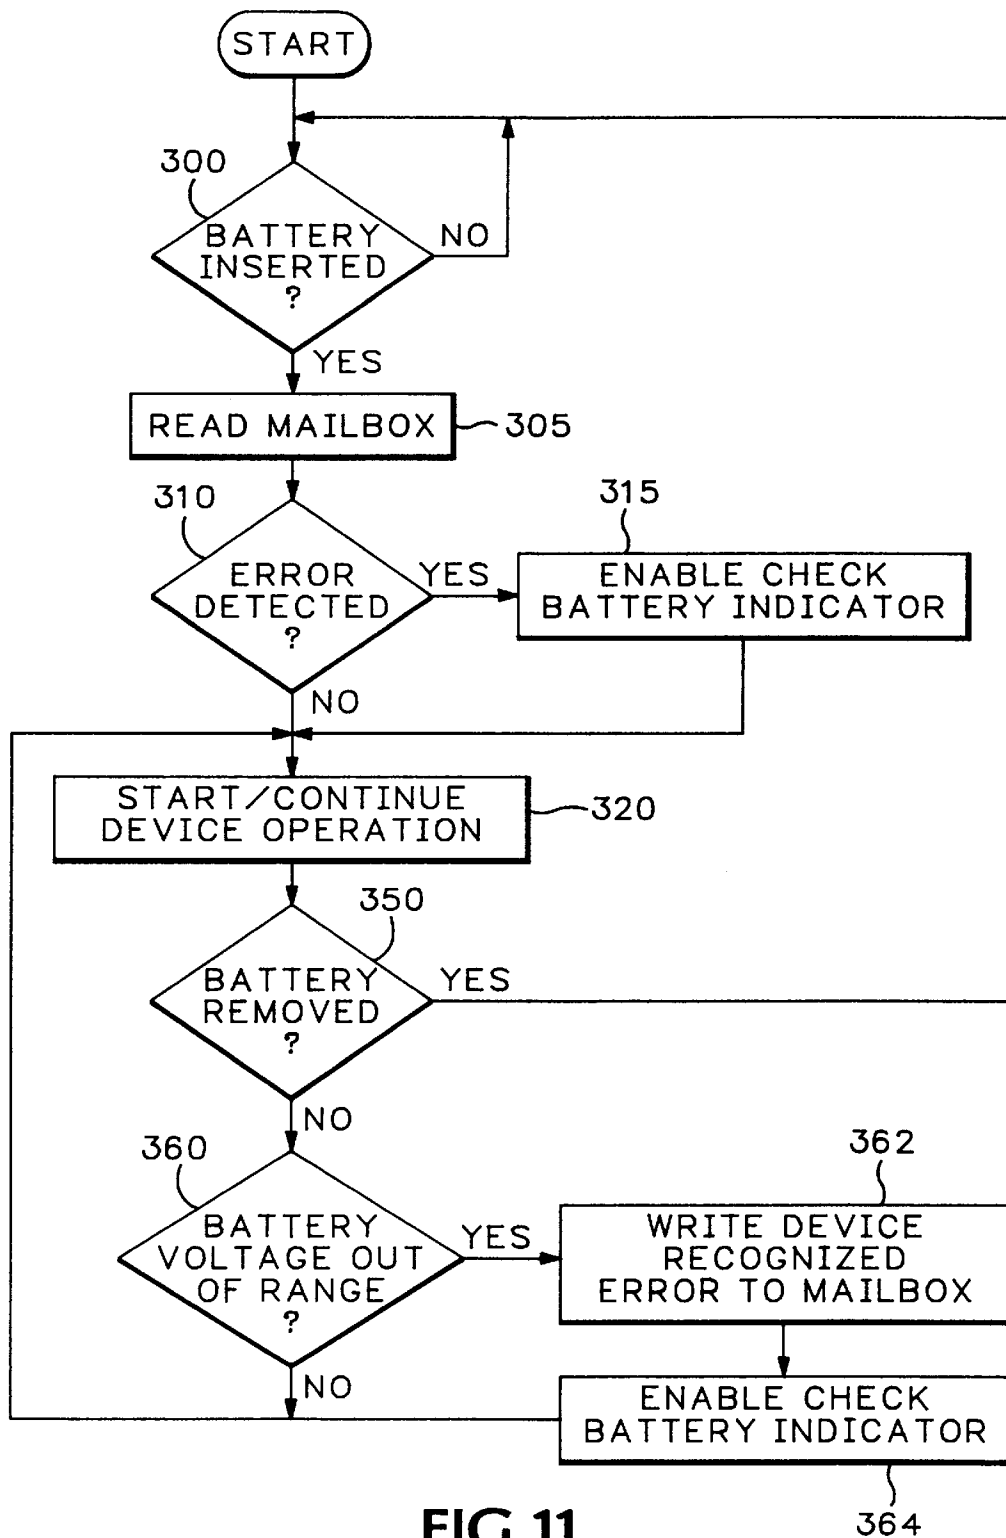 START
300
BATTERY
INSERTED
?
NO
YES
READ MAILBOX
305
310
ERROR
DETECTED
?
YES
315
ENABLE CHECK
BATTERY INDICATOR
NO
START/CONTINUE
DEVICE OPERATION
320
350
BATTERY
REMOVED
?
YES
NO
360
BATTERY
VOLTAGE OUT
OF RANGE
?
YES
362
WRITE DEVICE
RECOGNIZED
ERROR TO MAILBOX
NO
ENABLE CHECK
BATTERY INDICATOR
364
FIG.11